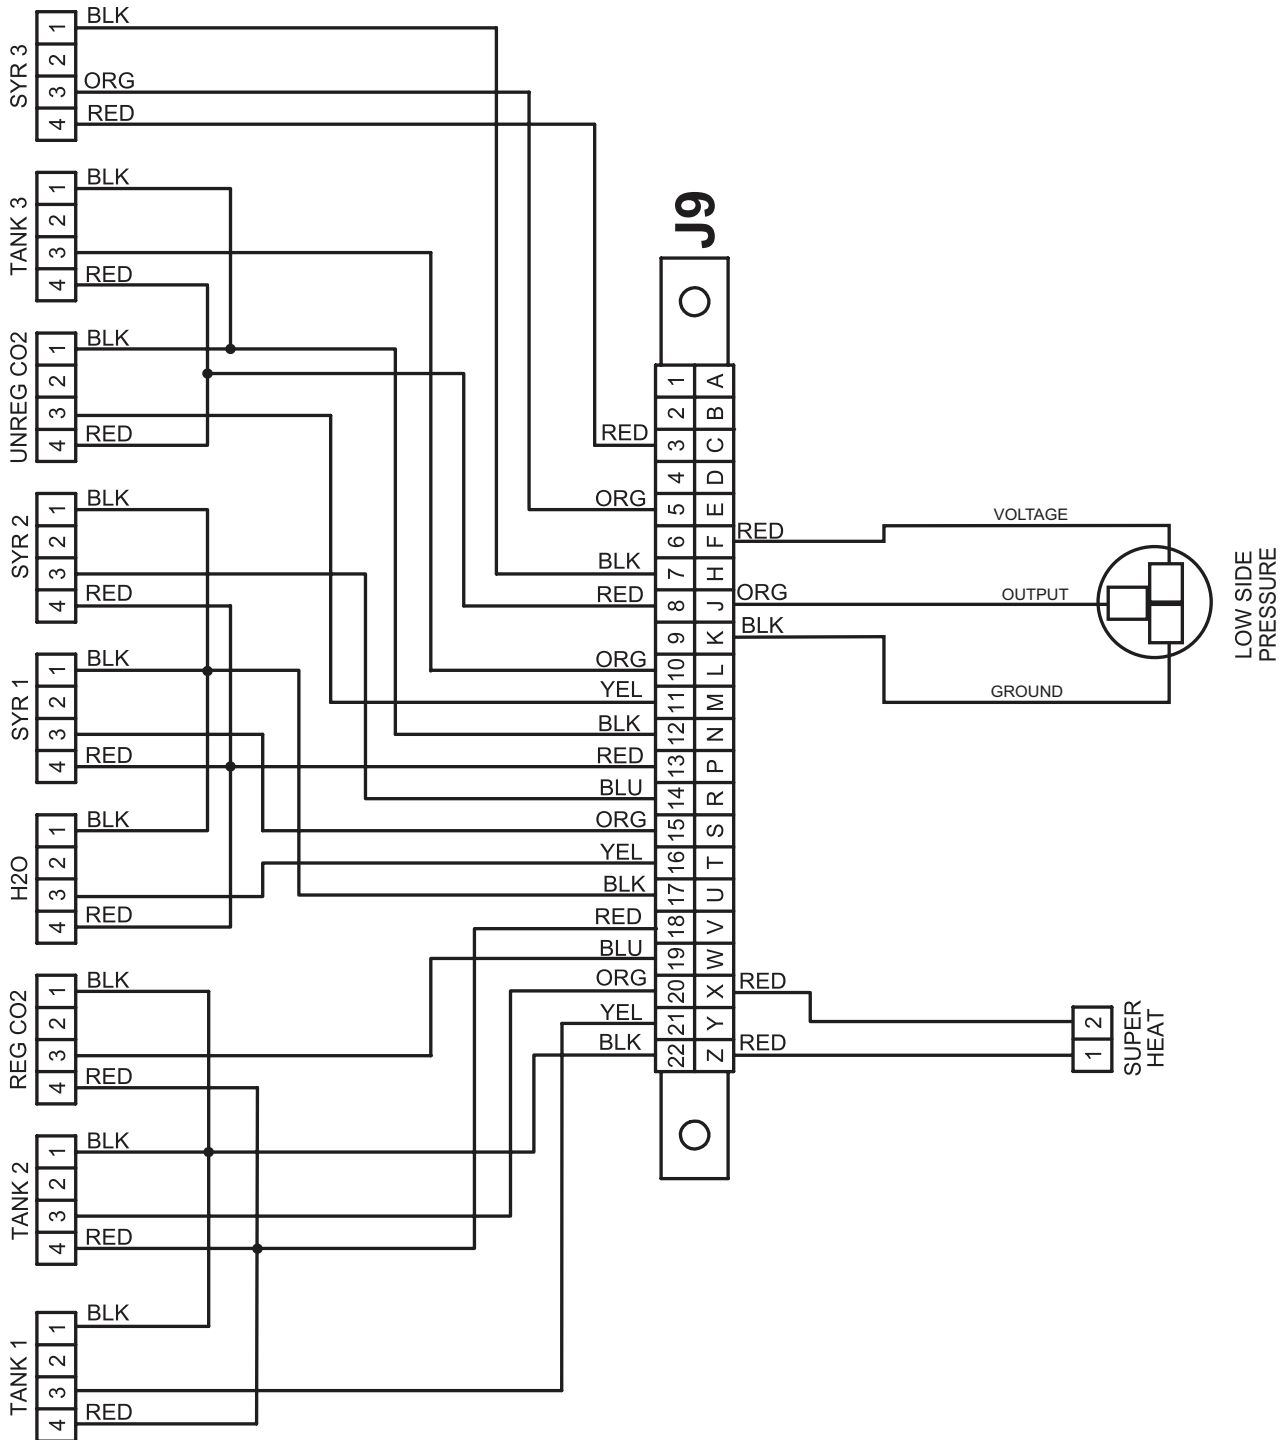 SYR 3
1 BLK
2
3 ORG
4 RED
TANK 3
1 BLK
2
3
4 RED
UNREG CO2
1 BLK
2
3
4 RED
SYR 2
1 BLK
2
3
4 RED
SYR 1
1 BLK
2
3
4 RED
H2O
1 BLK
2
3
4 RED
REG CO2
1 BLK
2
3
4 RED
TANK 2
1 BLK
2
3
4 RED
TANK 1
1 BLK
2
3
4 RED
J9
1 A
2 B
RED 3 C
4 D
ORG 5 E
6 F RED
BLK 7 H
RED 8 J ORG
9 K BLK
ORG 10 L
YEL 11 M
BLK 12 N
RED 13 P
BLU 14 R
ORG 15 S
YEL 16 T
BLK 17 U
RED 18 V
BLU 19 W
ORG 20 X RED
YEL 21 Y
BLK 22 Z RED
VOLTAGE
OUTPUT
GROUND
LOW SIDE
PRESSURE
2
1
SUPER
HEAT